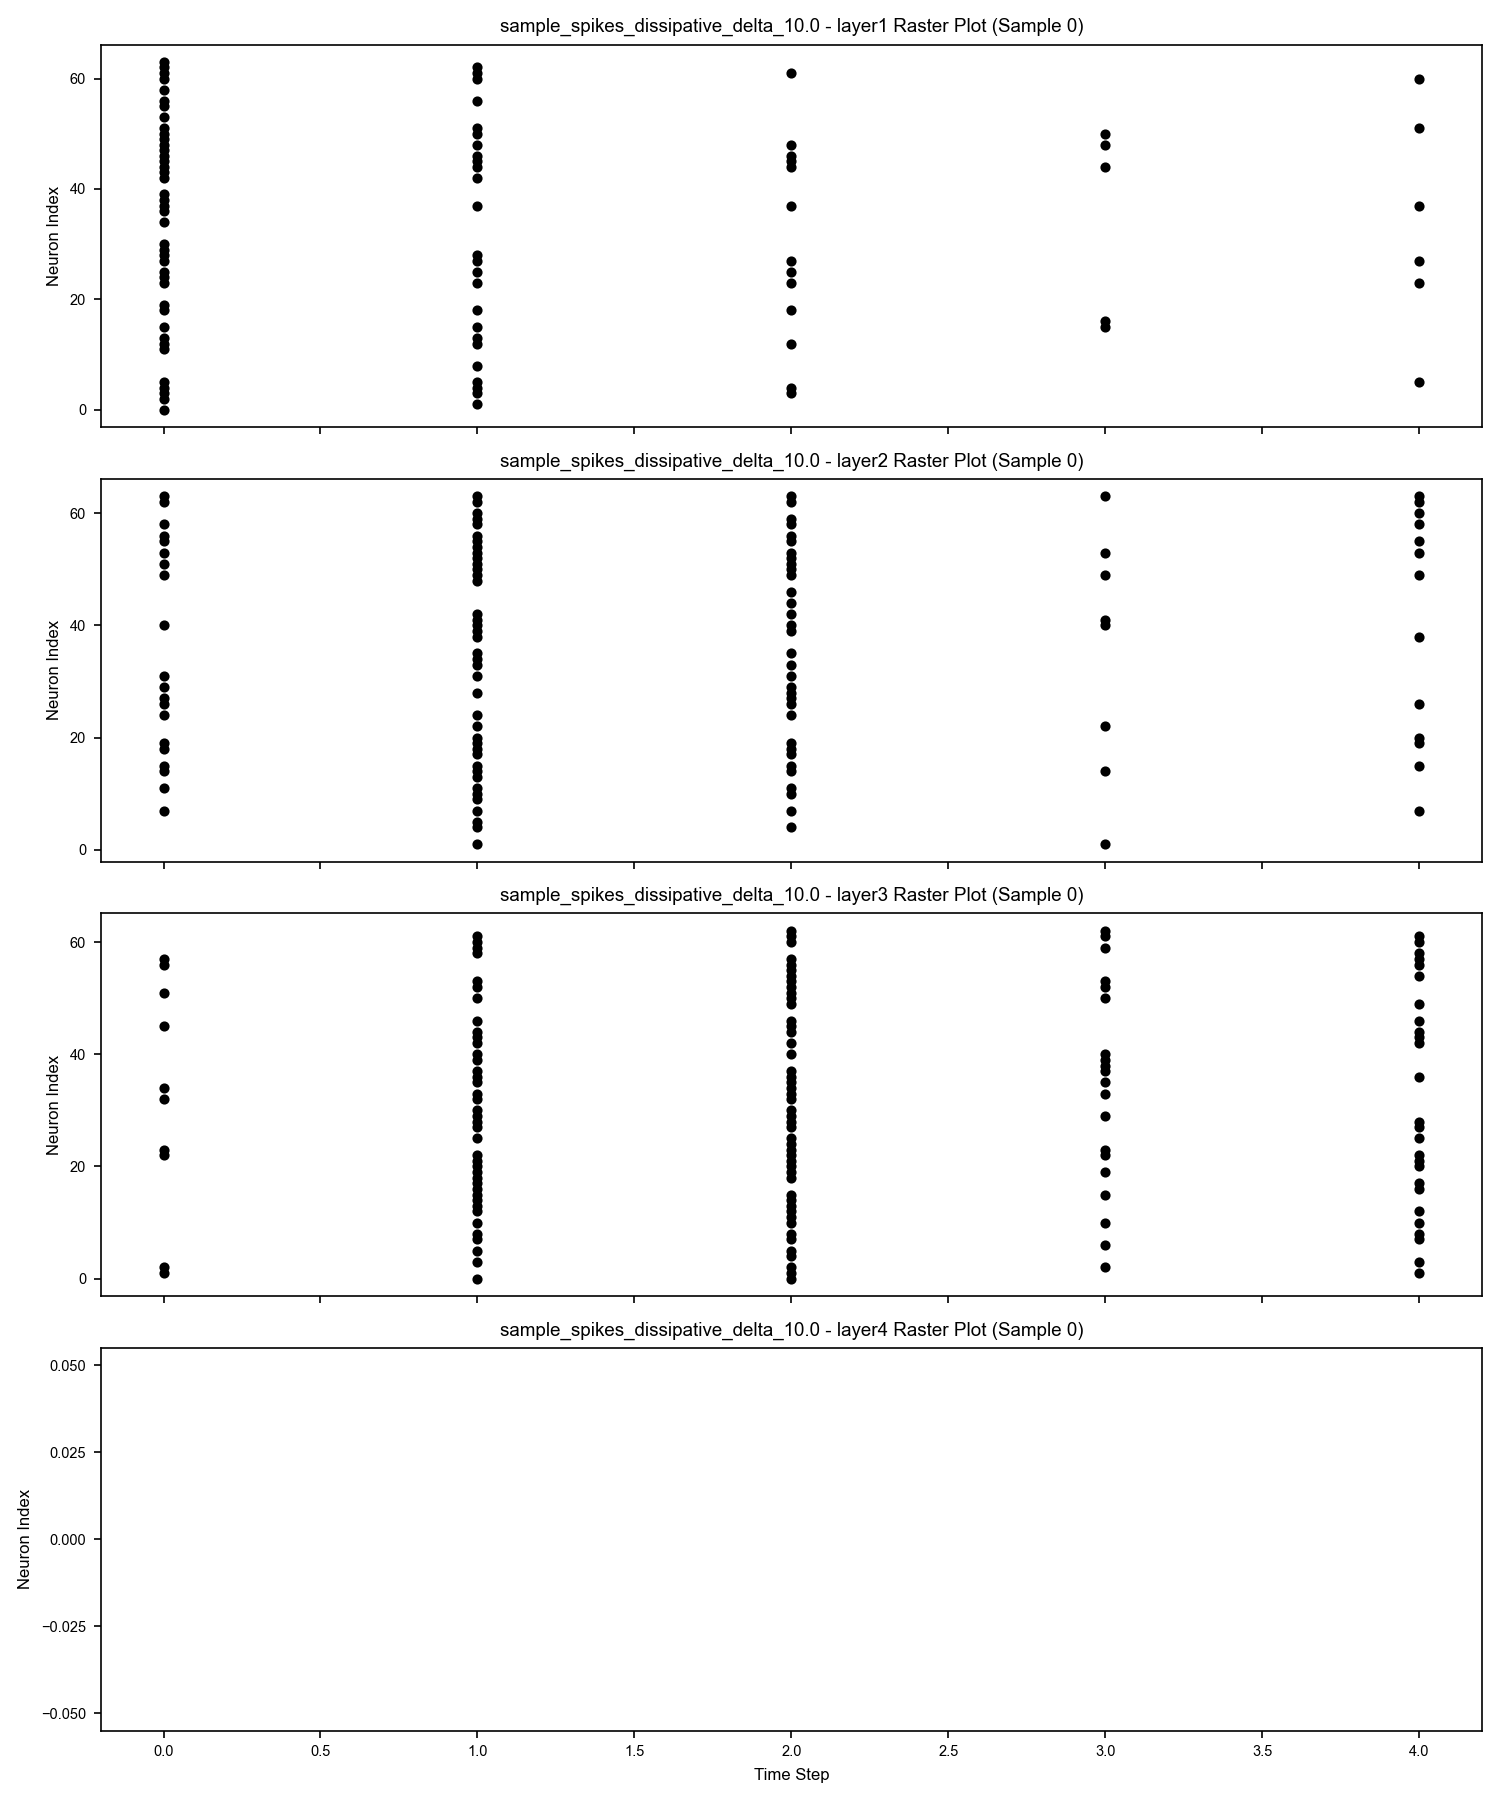 sample_spikes_dissipative_delta_10.0 - layer1 Raster Plot (Sample 0)
60
40
20
0
Neuron Index
sample_spikes_dissipative_delta_10.0 - layer2 Raster Plot (Sample 0)
60
40
20
0
Neuron Index
sample_spikes_dissipative_delta_10.0 - layer3 Raster Plot (Sample 0)
60
40
20
0
Neuron Index
sample_spikes_dissipative_delta_10.0 - layer4 Raster Plot (Sample 0)
0.050
0.025
0.000
−0.025
−0.050
Neuron Index
0.0 0.5 1.0 1.5 2.0 2.5 3.0 3.5 4.0
Time Step